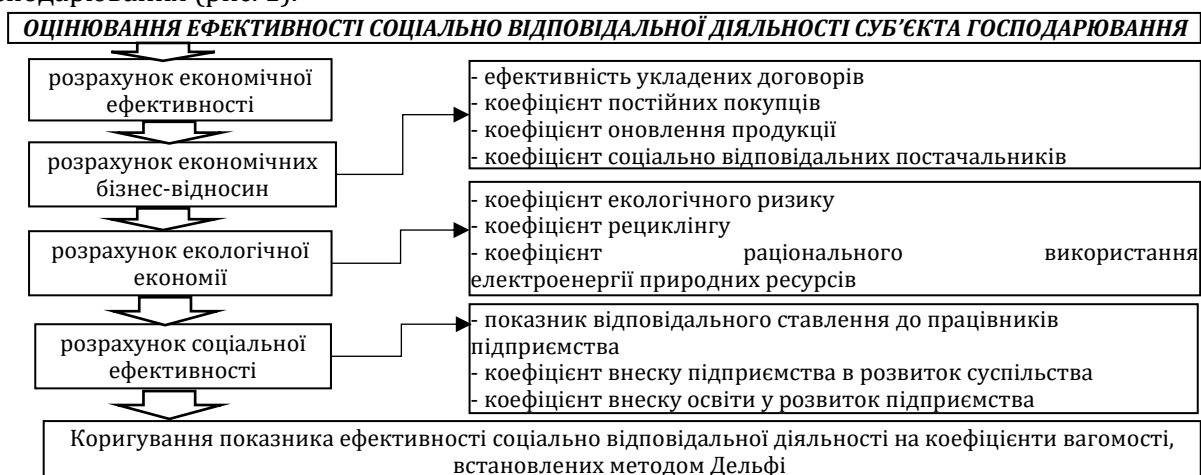 ОЦІНЮВАННЯ ЕФЕКТИВНОСТІ СОЦІАЛЬНО ВІДПОВІДАЛЬНОЇ ДІЯЛЬНОСТІ СУБ’ЄКТА ГОСПОДАРЮВАННЯ
розрахунок економічної
ефективності
розрахунок економічних
бізнес-відносин
- ефективність укладених договорів
- коефіцієнт постійних покупців
- коефіцієнт оновлення продукції
- коефіцієнт соціально відповідальних постачальників
розрахунок екологічної
економії
- коефіцієнт екологічного ризику
- коефіцієнт рециклінгу
- коефіцієнт раціонального використання
електроенергії природних ресурсів
розрахунок соціальної
ефективності
- показник відповідального ставлення до працівників
підприємства
- коефіцієнт внеску підприємства в розвиток суспільства
- коефіцієнт внеску освіти у розвиток підприємства
Коригування показника ефективності соціально відповідальної діяльності на коефіцієнти вагомості,
встановлених методом Дельфі